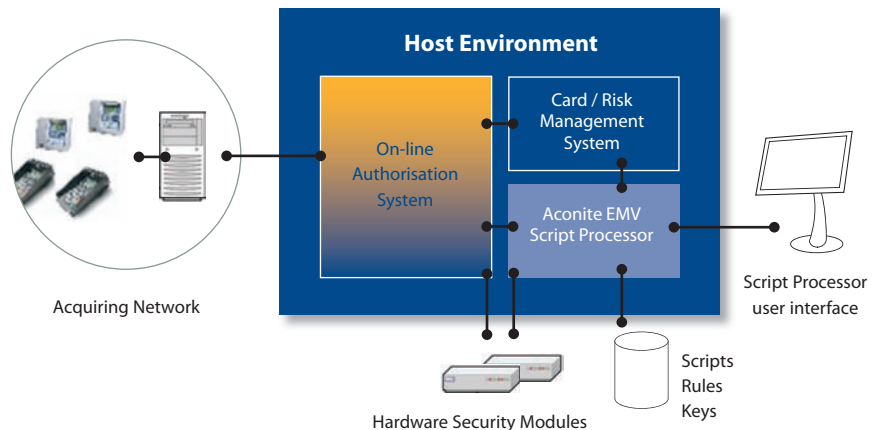 Host Environment
On-line
Authorisation
System
Card / Risk
Management
System
Aconite EMV
Script Processor
Acquiring Network
Script Processor
user interface
Scripts
Rules
Keys
Hardware Security Modules